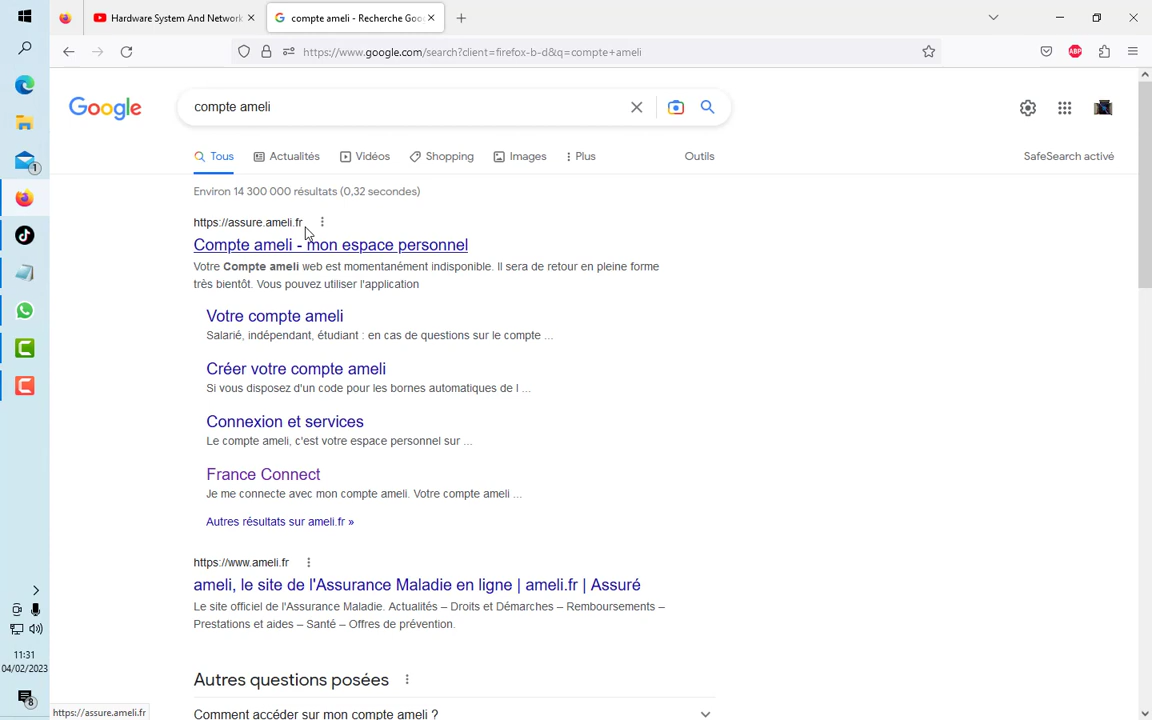 Hardware System And Network
compte ameli - Recherche Goo
https://www.google.com/search?client=firefox-b-d&q=compte+ameli
ABP
Google
compte ameli
Tous
Actualités
Vidéos
Shopping
Images
Plus
Outils
SafeSearch activé
Environ 14 300 000 résultats (0,32 secondes)
https://assure.ameli.fr
Compte ameli - mon espace personnel
Votre Compte ameli web est momentanément indisponible. Il sera de retour en pleine forme
très bientôt. Vous pouvez utiliser l'application
Votre compte ameli
Salarié, indépendant, étudiant : en cas de questions sur le compte ...
Créer votre compte ameli
Si vous disposez d'un code pour les bornes automatiques de l ...
Connexion et services
Le compte ameli, c'est votre espace personnel sur ...
France Connect
Je me connecte avec mon compte ameli. Votre compte ameli ...
Autres résultats sur ameli.fr »
https://www.ameli.fr
ameli, le site de l'Assurance Maladie en ligne | ameli.fr | Assuré
Le site officiel de l'Assurance Maladie. Actualités – Droits et Démarches – Remboursements –
Prestations et aides – Santé – Offres de prévention.
Autres questions posées
Comment accéder sur mon compte ameli ?
1
11:31
04/02/2023
8
https://assure.ameli.fr